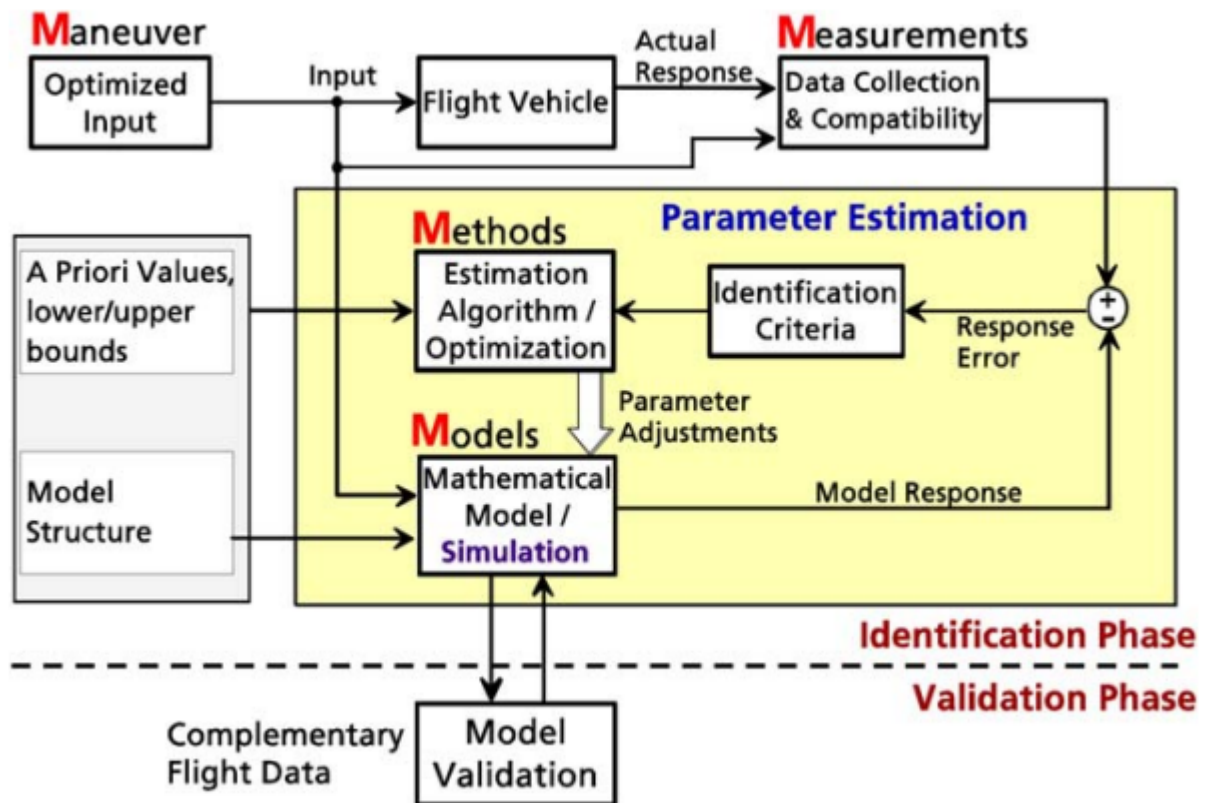 Maneuver
Optimized
Input
Input
Flight Vehicle
Actual
Response
Measurements
Data Collection
& Compatibility
Parameter Estimation
Methods
Estimation
Algorithm /
Optimization
Identification
Criteria
+
-
Response
Error
A Priori Values,
lower/upper
bounds
Parameter
Adjustments
Models
Mathematical
Model /
Simulation
Model Response
Model
Structure
Identification Phase
Validation Phase
Complementary
Flight Data
Model
Validation